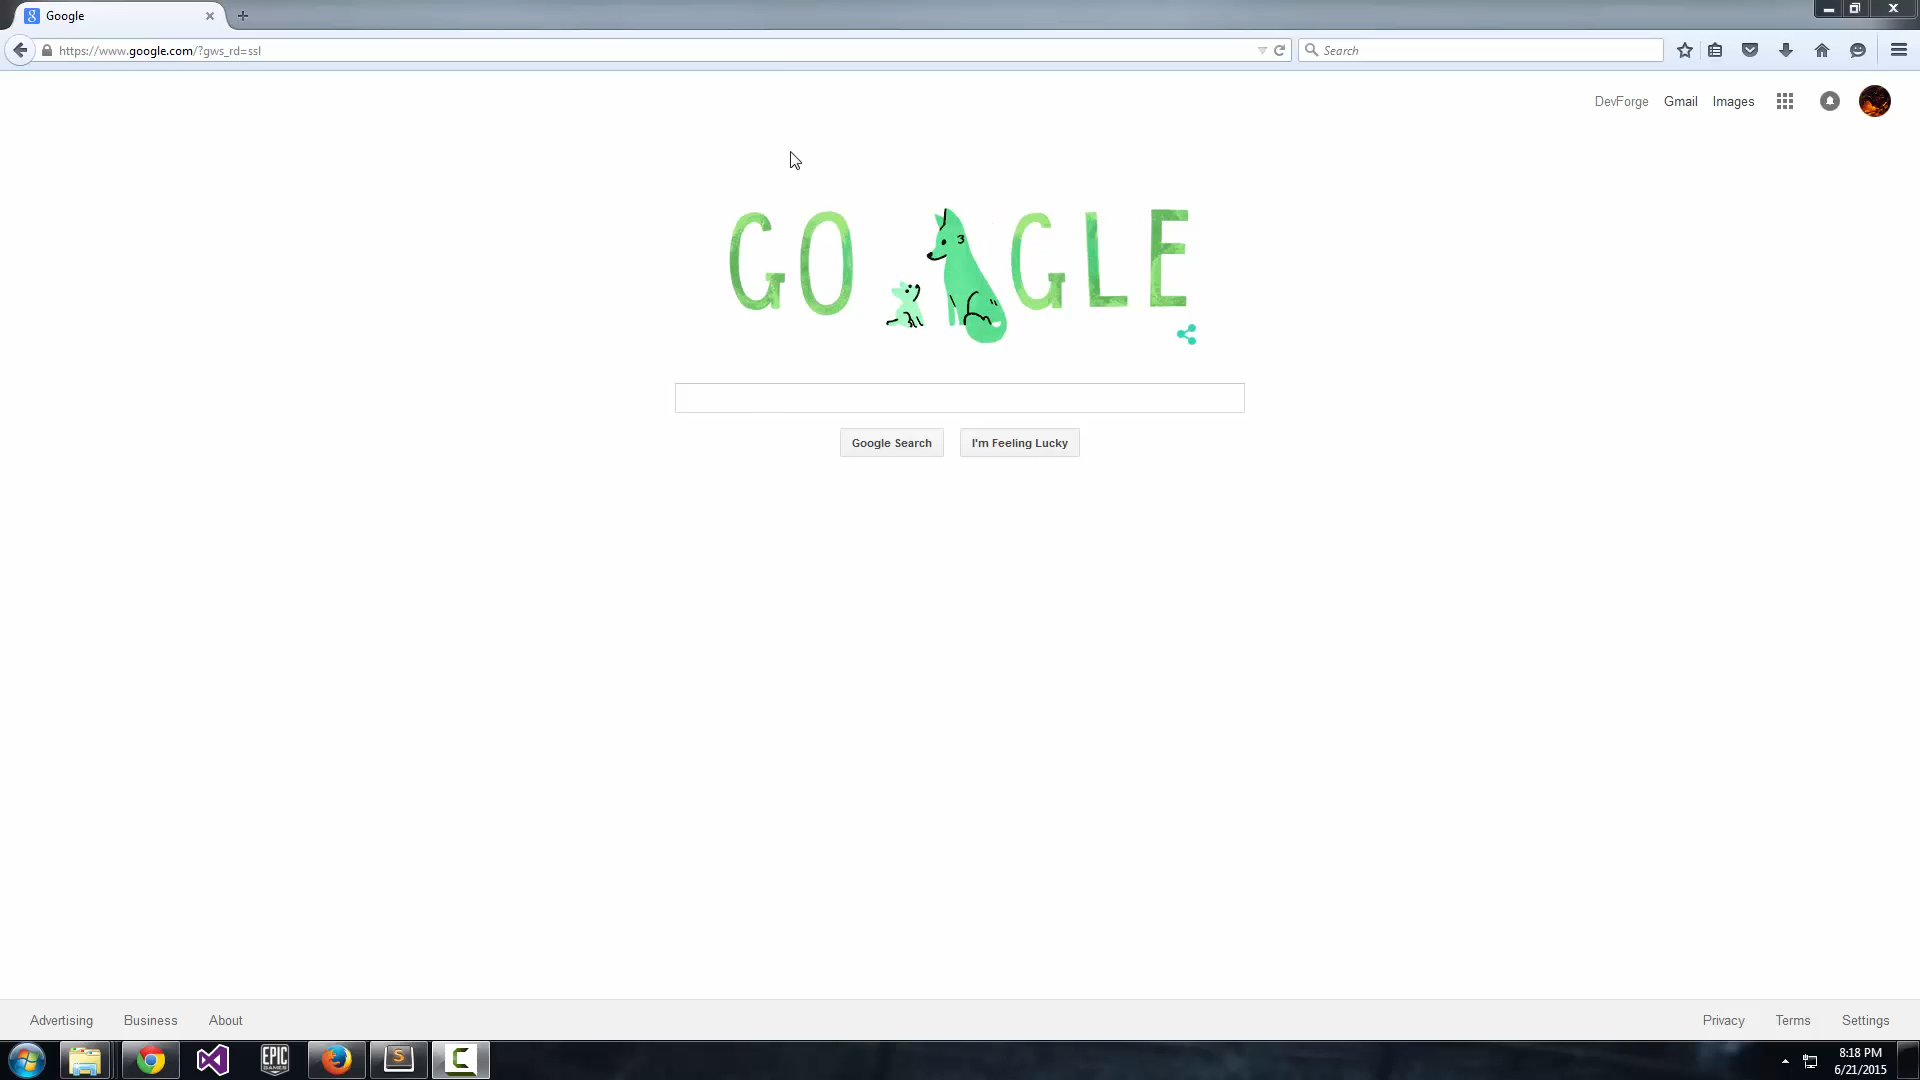 Google
https://www.google.com/?gws_rd=ssl
Search
DevForge Gmail Images
GO GLE
Google Search I'm Feeling Lucky
Advertising Business About
Privacy Terms Settings
EPIC
GAMES
S
C
8:18 PM
6/21/2015